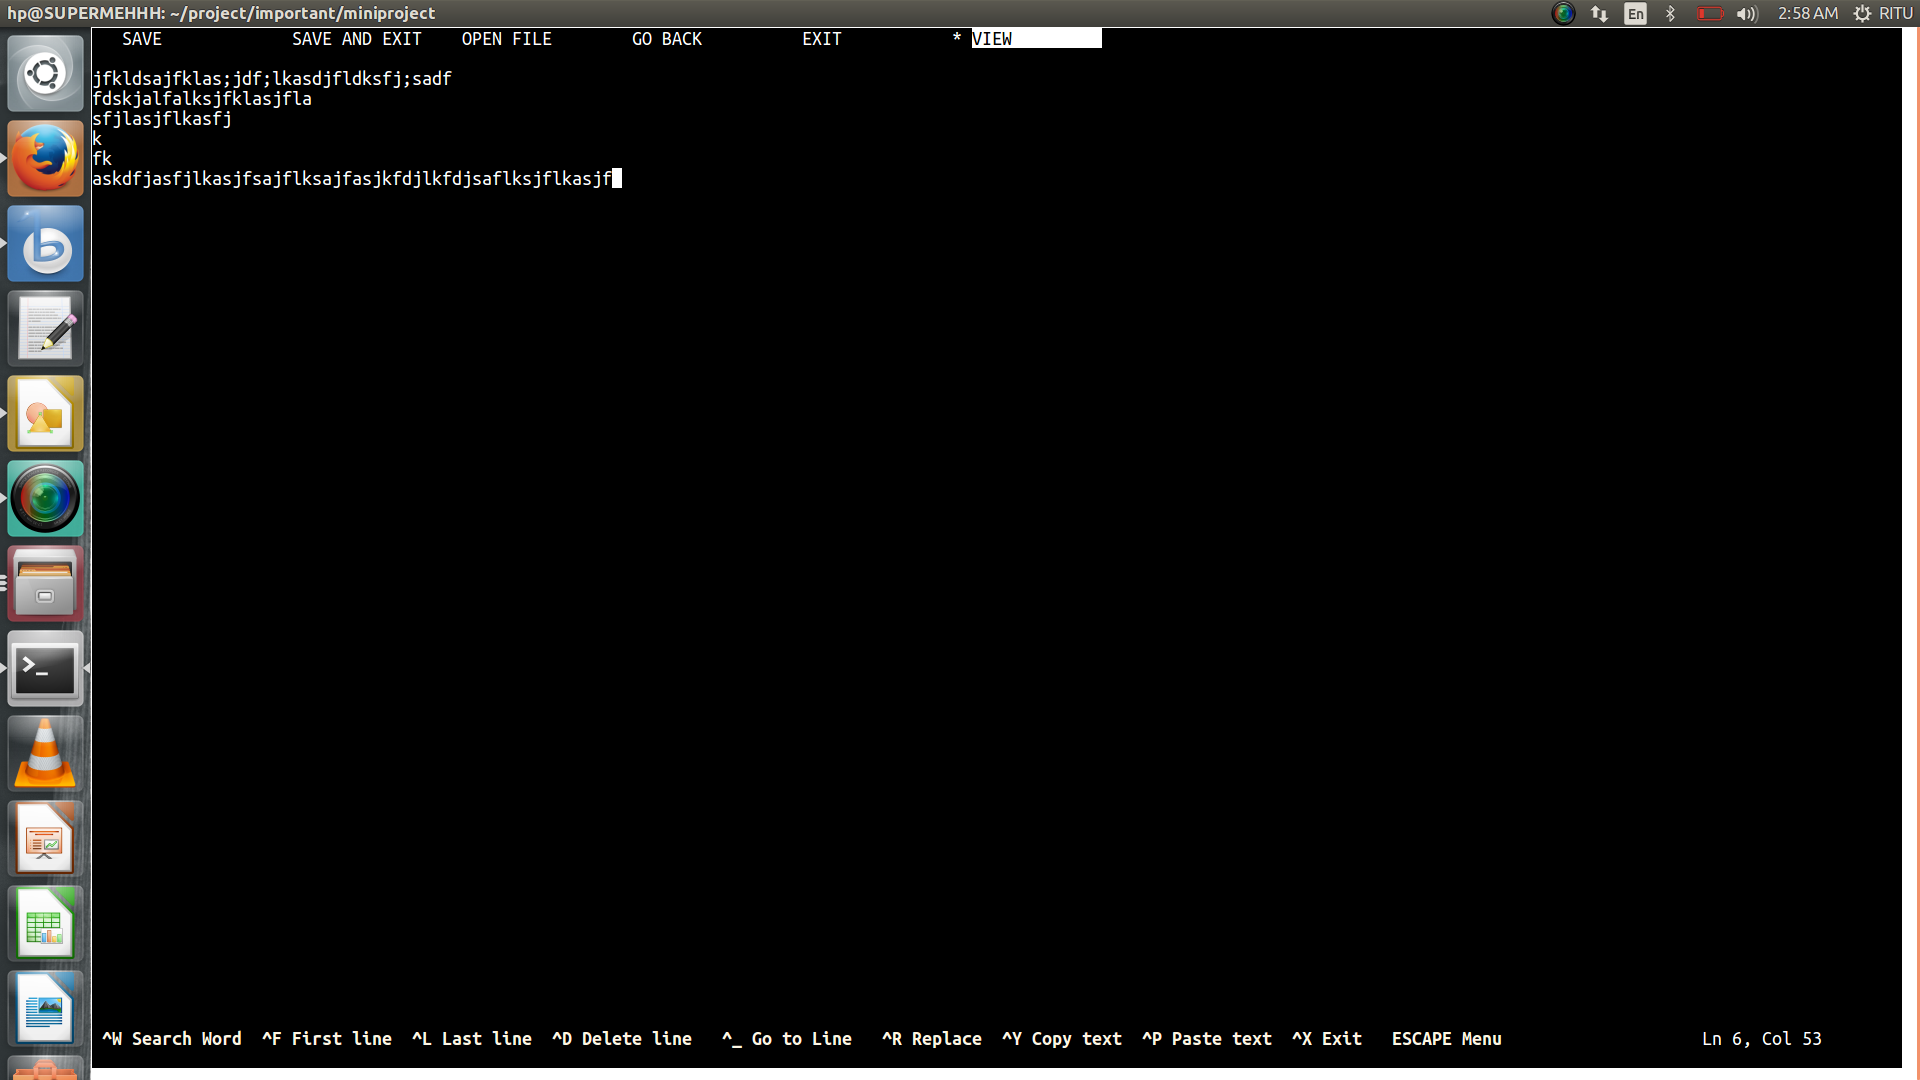 hp@SUPERMEHHH: ~/project/important/miniproject En 2:58 AM RITU
SAVE SAVE AND EXIT OPEN FILE GO BACK EXIT * VIEW
jfkldsajfklas;jdf;lkasdjfldksfj;sadf
fdskjalfalksjfklasjfla
sfjlasjflkasfj
k
fk
askdfjasfjlkasjfsajflksajfasjkfdjlkfdjsaflksjflkasjf
^W Search Word ^F First line ^L Last line ^D Delete line ^_ Go to Line ^R Replace ^Y Copy text ^P Paste text ^X Exit ESCAPE Menu Ln 6, Col 53